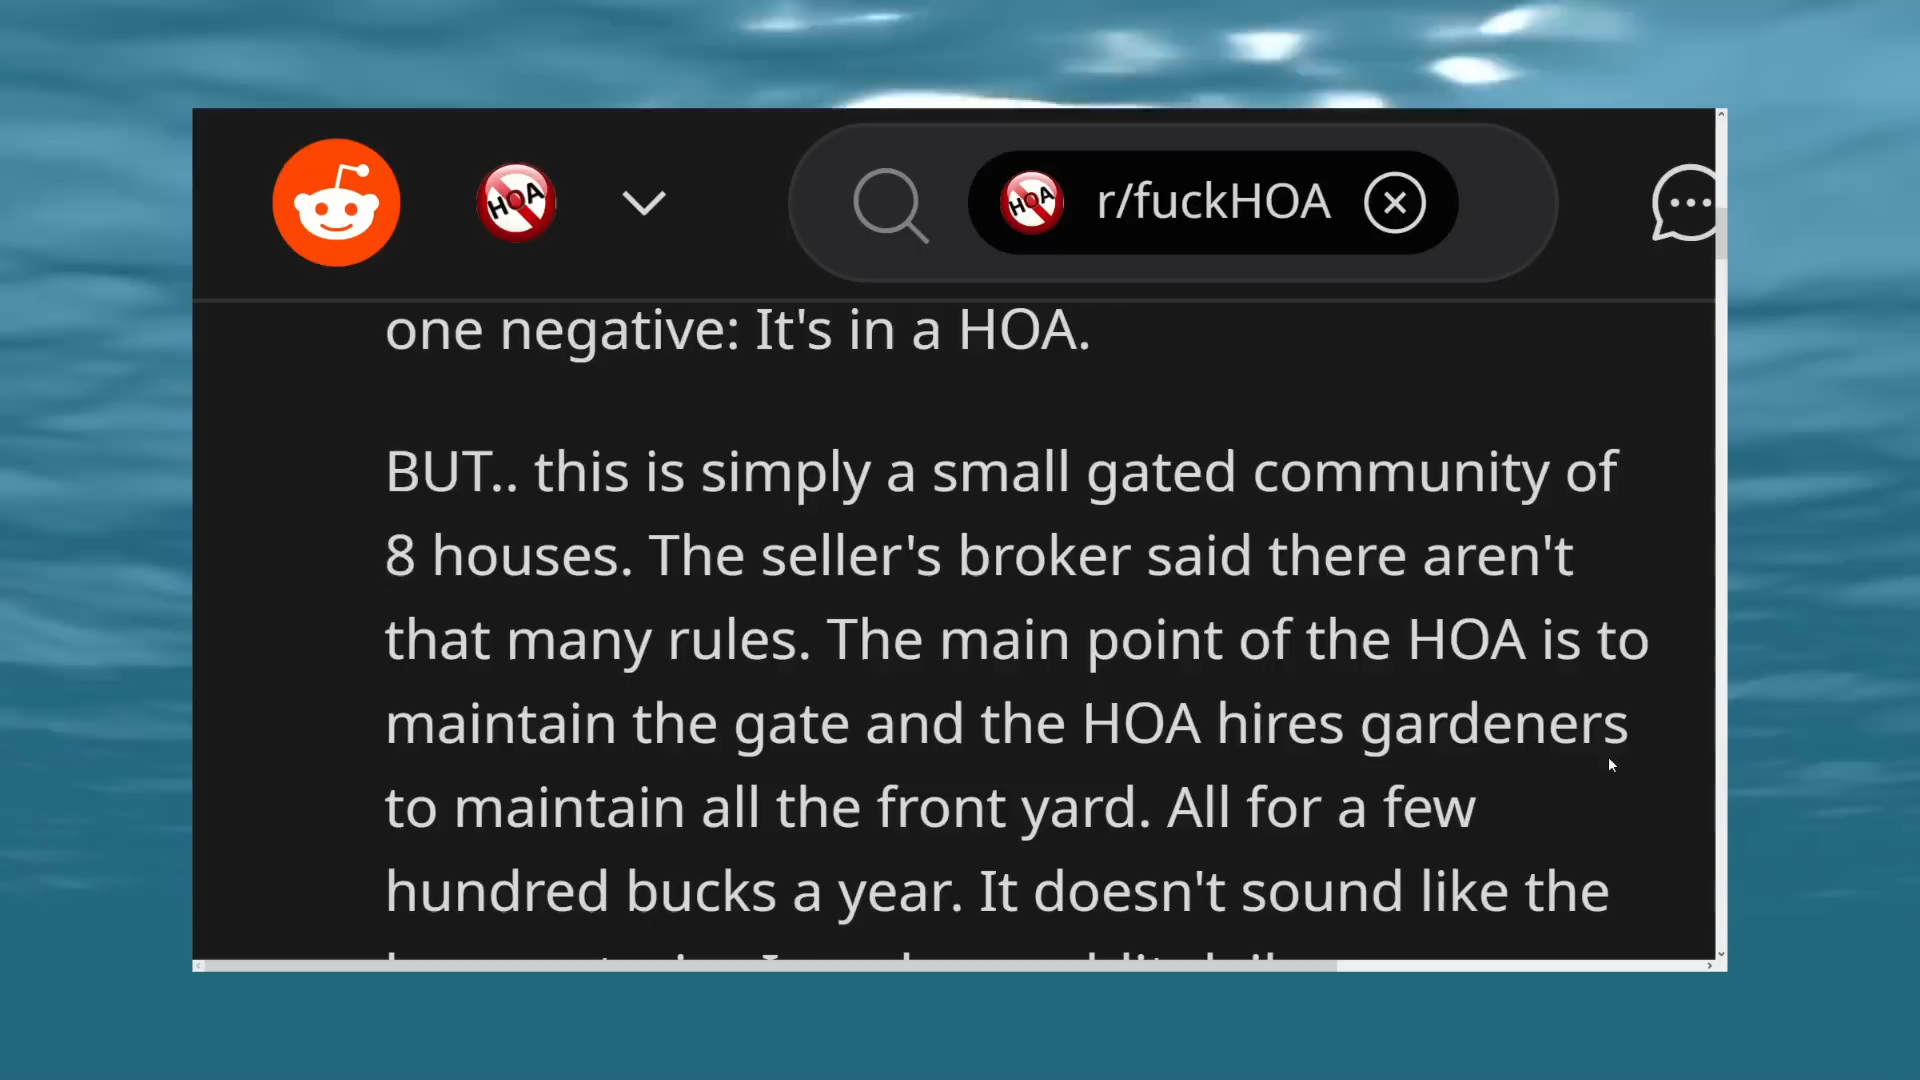 HOA
HOA
r/fuckHOA
one negative: It's in a HOA.
BUT.. this is simply a small gated community of
8 houses. The seller's broker said there aren't
that many rules. The main point of the HOA is to
maintain the gate and the HOA hires gardeners
to maintain all the front yard. All for a few
hundred bucks a year. It doesn't sound like the